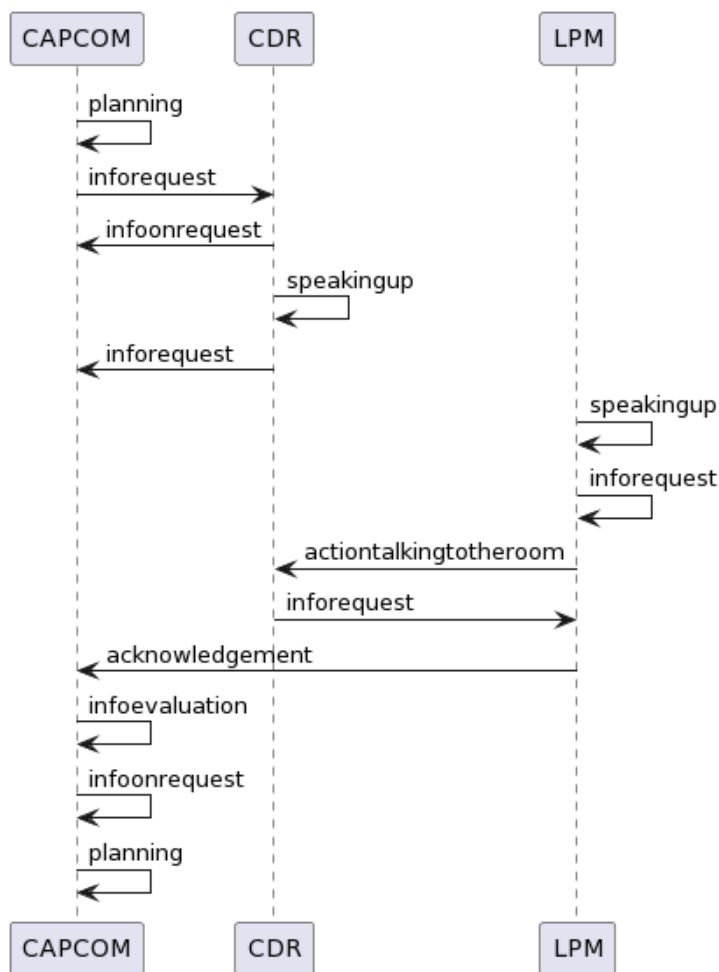 CAPCOM CDR LPM
planning
inforequest
infoonrequest
speakingup
inforequest
speakingup
inforequest
actiontalkingtotheroom
inforequest
acknowledgement
infoevaluation
infoonrequest
planning
CAPCOM CDR LPM